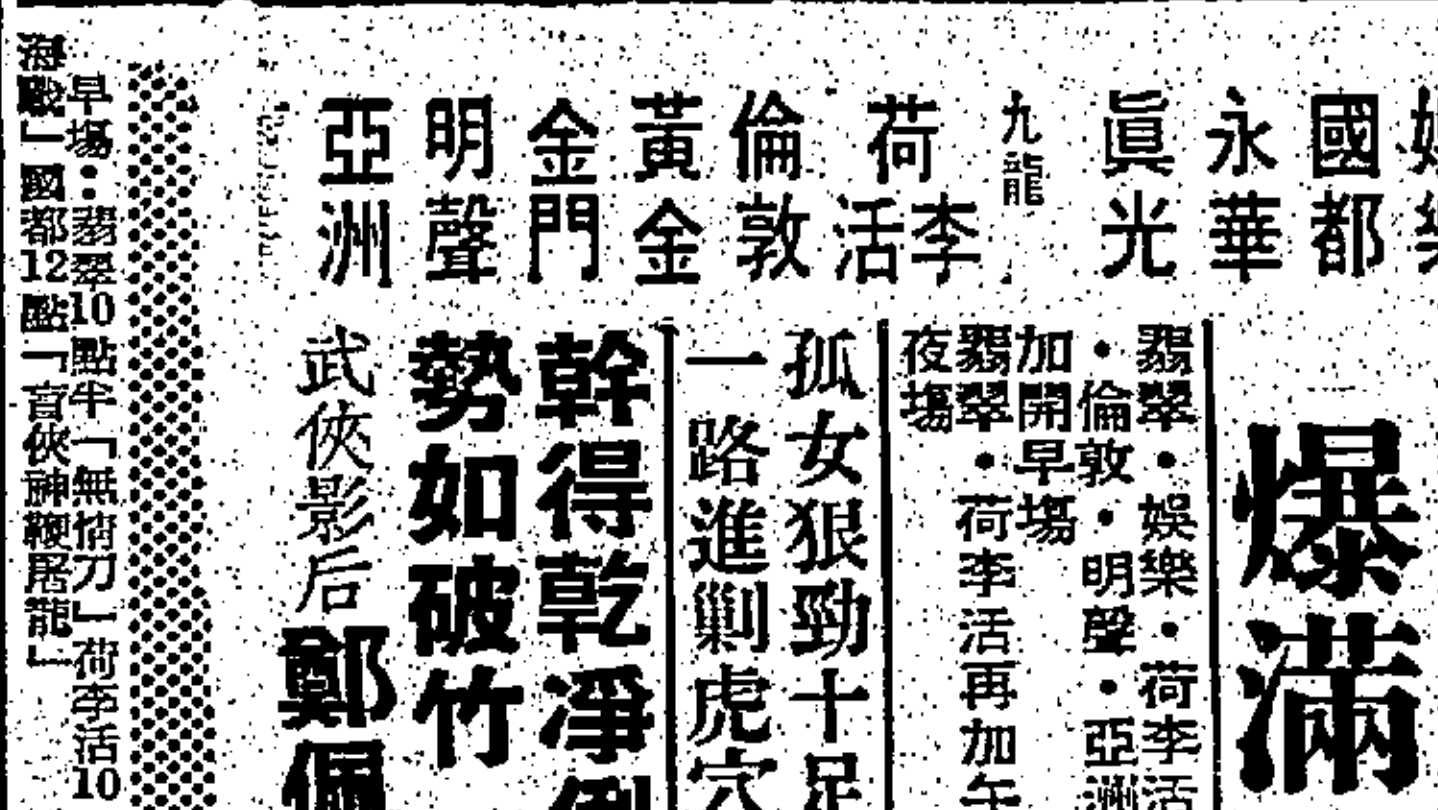 國都
永華
眞光
九龍
荷李活
倫敦
黃金
金門
明聲
亞洲
爆滿
翡翠・娛樂・荷李活
・倫敦・明聲・亞洲
加開早場
翡翠・荷李活再加午
夜場
孤女狠勁十足
一路進剿虎穴
幹得乾淨
勢如破竹
武俠影后鄭佩
早場：翡翠10點半「無情刀」荷李活10
海戰」國都12點「盲俠神鞭屠龍」